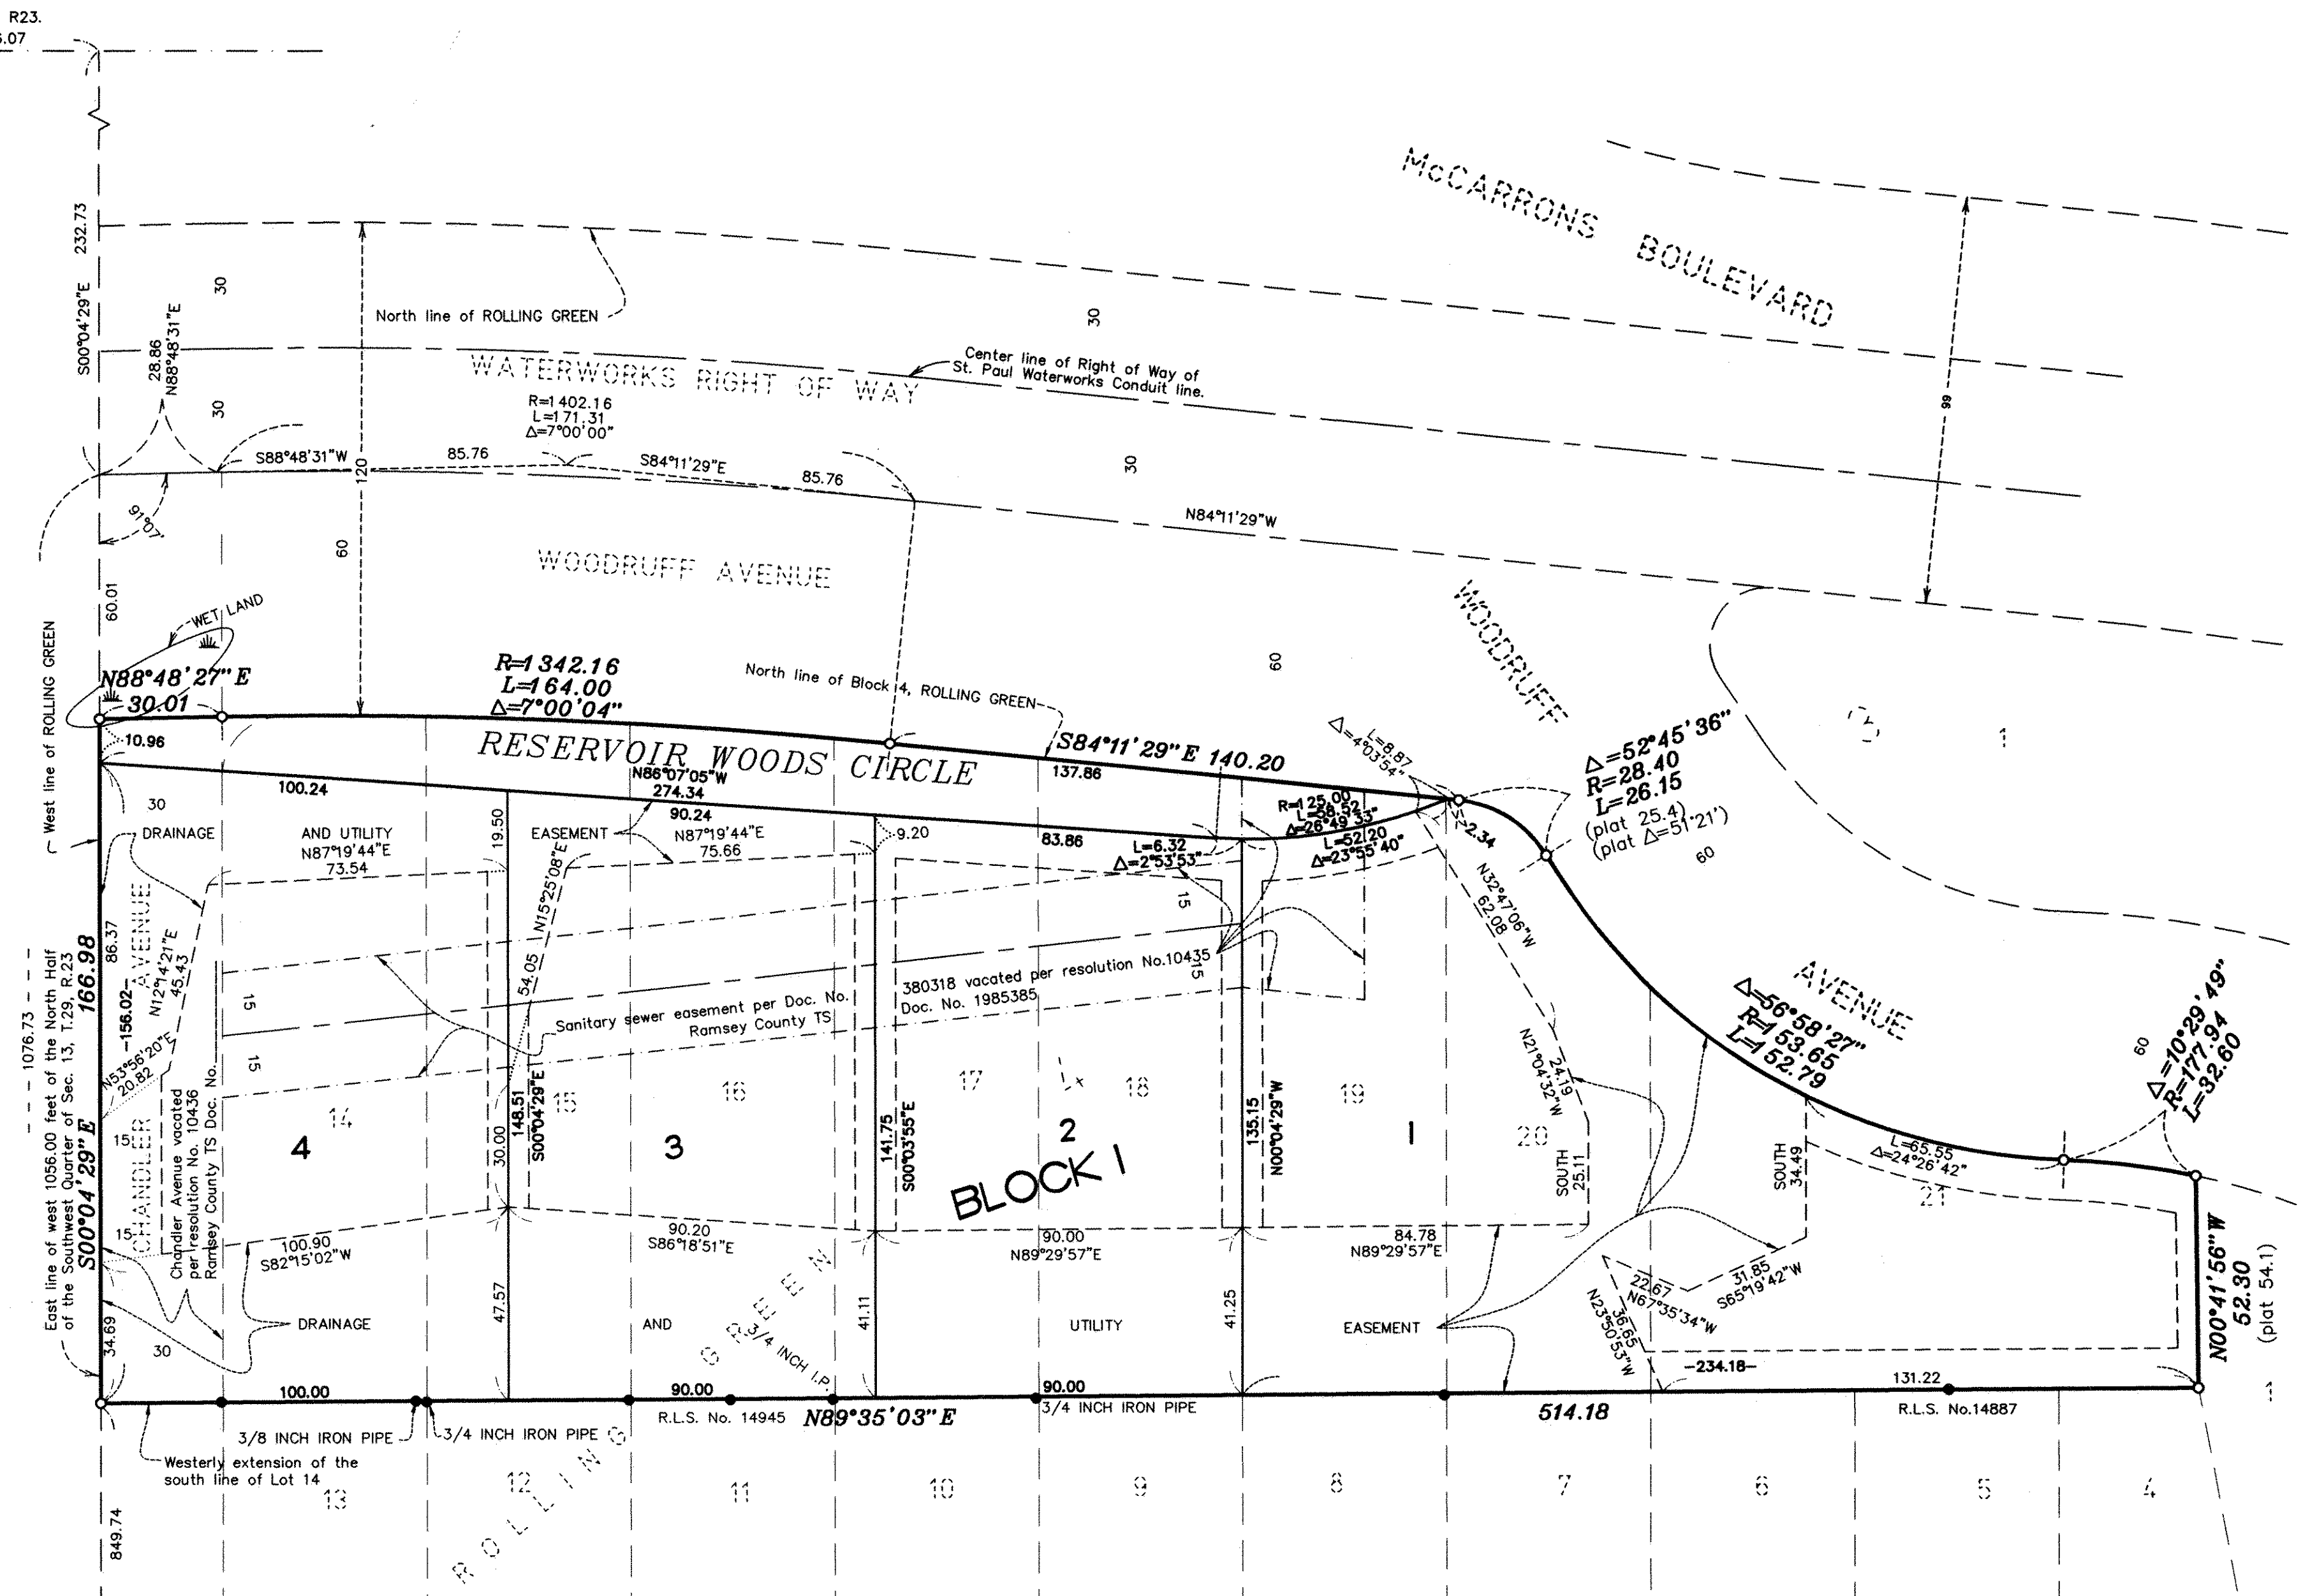 R23.
6.07
S00°04'29"E 232.73
28.86
N88°48'31"E
30
30
North line of ROLLING GREEN
30
McCARRONS BOULEVARD
99
WATERWORKS RIGHT OF WAY
Center line of Right of Way of
St. Paul Waterworks Conduit line.
R=1402.16
L=171.31
Δ=7°00'00"
S88°48'31"W
85.76
S84°11'29"E
85.76
120
30
N84°11'29"W
91°07'
60
60.01
WOODRUFF AVENUE
WET LAND
West line of ROLLING GREEN
N88°48'27"E
30.01
R=1342.16
L=164.00
Δ=7°00'04"
North line of Block 4, ROLLING GREEN
60
WOODRUFF
3
1
10.96
RESERVOIR WOODS CIRCLE
S84°11'29"E 140.20
137.86
L=8.87
Δ=4°03'54"
Δ=52°45'36"
R=28.40
L=26.15
(plat 25.4)
(plat Δ=51°21')
60
100.24
N86°07'05"W
274.34
90.24
9.20
83.86
R=125.00
L=58.52
Δ=26°49'33"
L=52.20
Δ=23°55'40"
2.34
L=6.32
Δ=2°53'53"
30
DRAINAGE
AND UTILITY
EASEMENT
N87°19'44"E
73.54
19.50
N87°19'44"E
75.66
54.05 N15°25'08"E
15
15
N32°47'06"W
62.08
AVENUE
CHANDLER AVENUE
86.37
-156.02-
S00°04'29"E 166.98
N12°14'21"E
45.43
N53°56'20"E
20.82
- - - 1076.73 - - -
East line of west 1056.00 feet of the North Half
of the Southwest Quarter of Sec. 13, T.29, R.23
Chandler Avenue vacated
per resolution No. 10436
Ramsey County TS Doc. No.
15
15
15
15
Sanitary sewer easement per Doc. No.
Ramsey County TS
380318 vacated per resolution No.10435
Doc. No. 1985385
Δ=56°58'27"
R=153.65
L=152.79
60
Δ=10°29'49"
R=177.94
L=32.60
N21°04'32"W
24.19
14
4
15
3
16
17
2
18
19
1
20
21
30.00
148.51
S00°04'29"E
141.75
S00°03'55"E
135.15
N00°04'29"W
BLOCK 1
SOUTH
25.11
SOUTH
34.49
L=65.55
Δ=24°26'42"
100.90
S82°15'02"W
90.20
S86°18'51"E
90.00
N89°29'57"E
84.78
N89°29'57"E
22.67
N67°35'34"W
31.85
S65°19'42"W
36.65
N23°50'53"W
N00°41'56"W
52.30
(plat 54.1)
34.69
30
DRAINAGE
47.57
AND
41.11
UTILITY
41.25
EASEMENT
3/4 INCH I.P.
-234.18-
131.22
100.00
90.00
90.00
R.L.S. No. 14945
N89°35'03"E
3/4 INCH IRON PIPE
514.18
R.L.S. No.14887
1
3/8 INCH IRON PIPE
3/4 INCH IRON PIPE
Westerly extension of the
south line of Lot 14
ROLLING GREEN
849.74
13
12
11
10
9
8
7
6
5
4